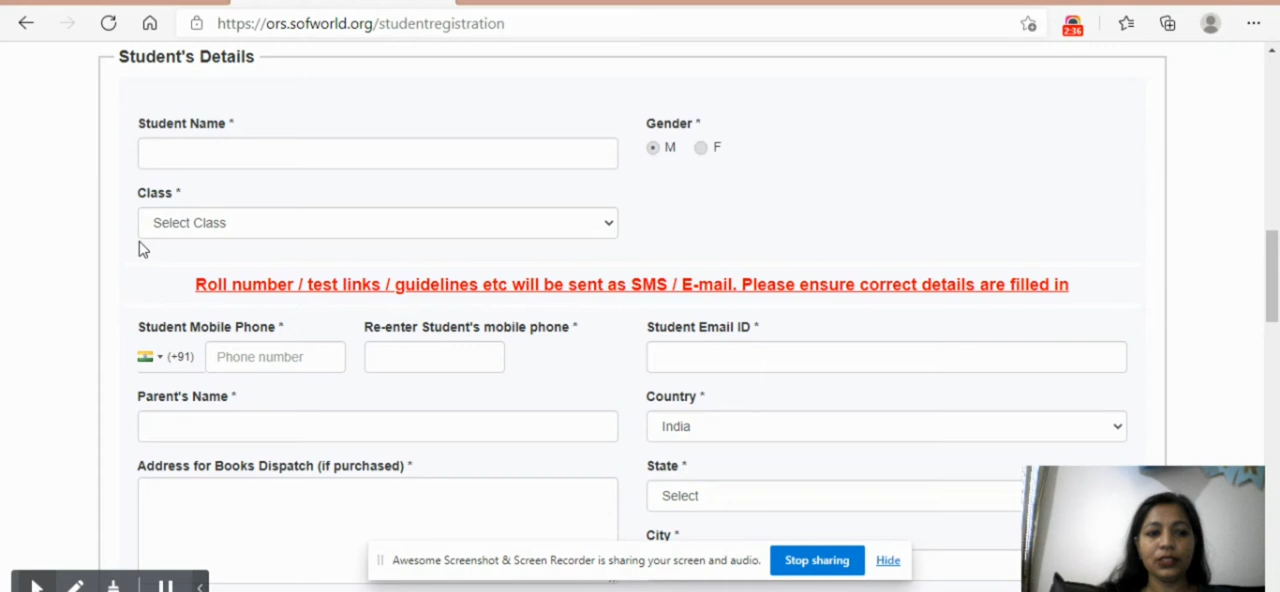 https://ors.sofworld.org/studentregistration
2:36
Student's Details
Student Name *
Gender *
M
F
Class *
Select Class
Roll number / test links / guidelines etc will be sent as SMS / E-mail. Please ensure correct details are filled in
Student Mobile Phone *
Re-enter Student's mobile phone *
Student Email ID *
(+91)
Phone number
Parent's Name *
Country *
India
Address for Books Dispatch (if purchased) *
State *
Select
City *
Awesome Screenshot & Screen Recorder is sharing your screen and audio.
Stop sharing
Hide